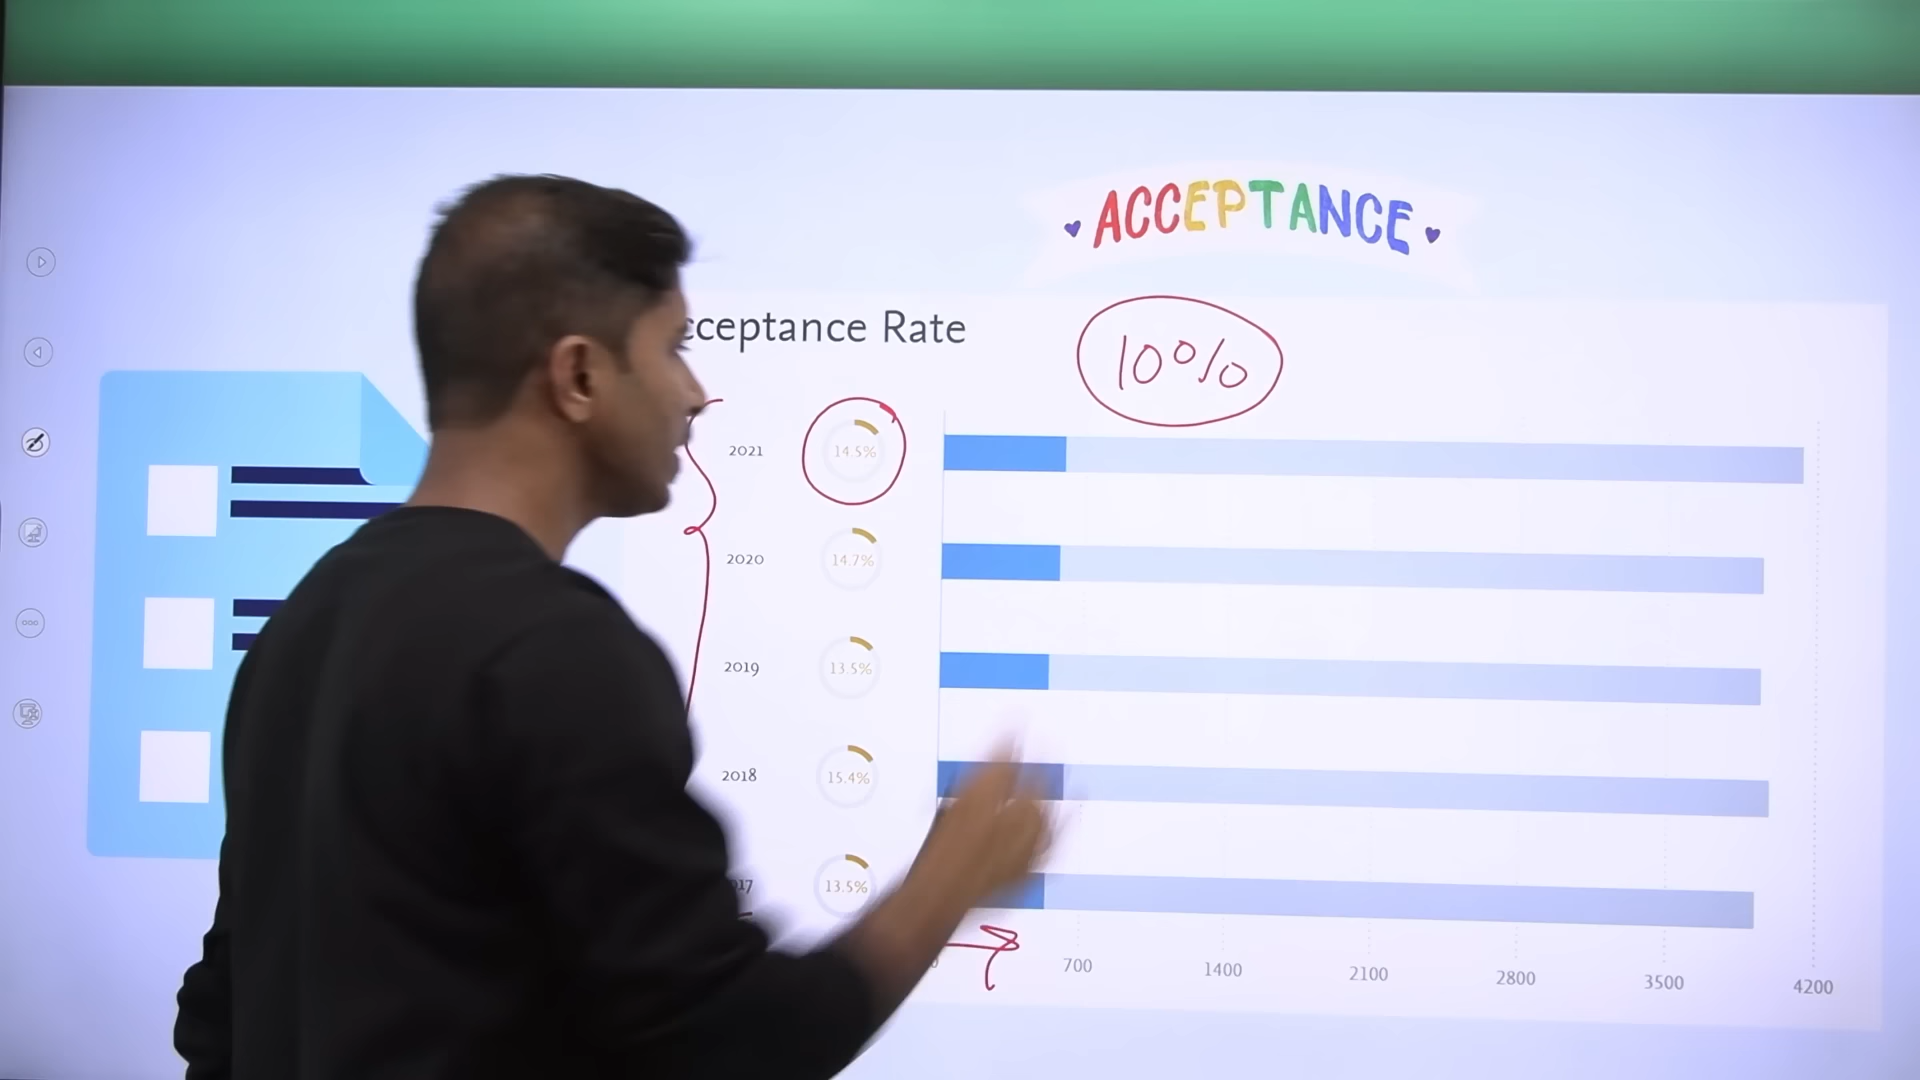 ACCEPTANCE
cceptance Rate
10%
2021 14.5%
2020 14.7%
2019 13.5%
2018 15.4%
017 13.5%
700 1400 2100 2800 3500 4200